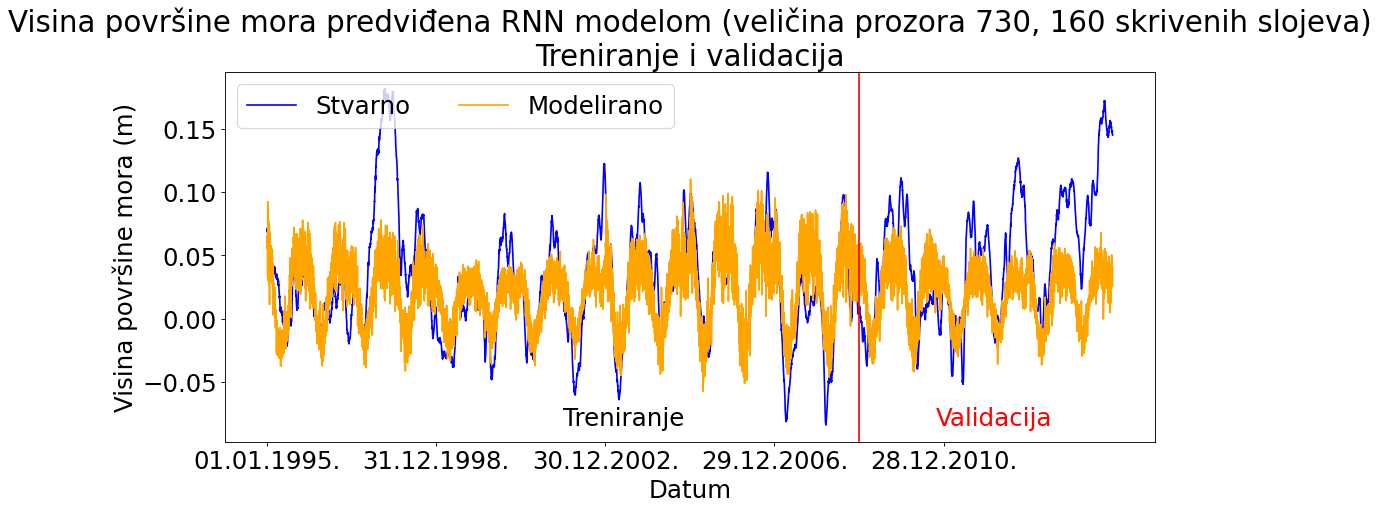 Visina površine mora predviđena RNN modelom (veličina prozora 730, 160 skrivenih slojeva)
Treniranje i validacija
Stvarno
Modelirano
Visina površine mora (m)
0.15
0.10
0.05
0.00
−0.05
Treniranje
Validacija
01.01.1995.
31.12.1998.
30.12.2002.
29.12.2006.
28.12.2010.
Datum